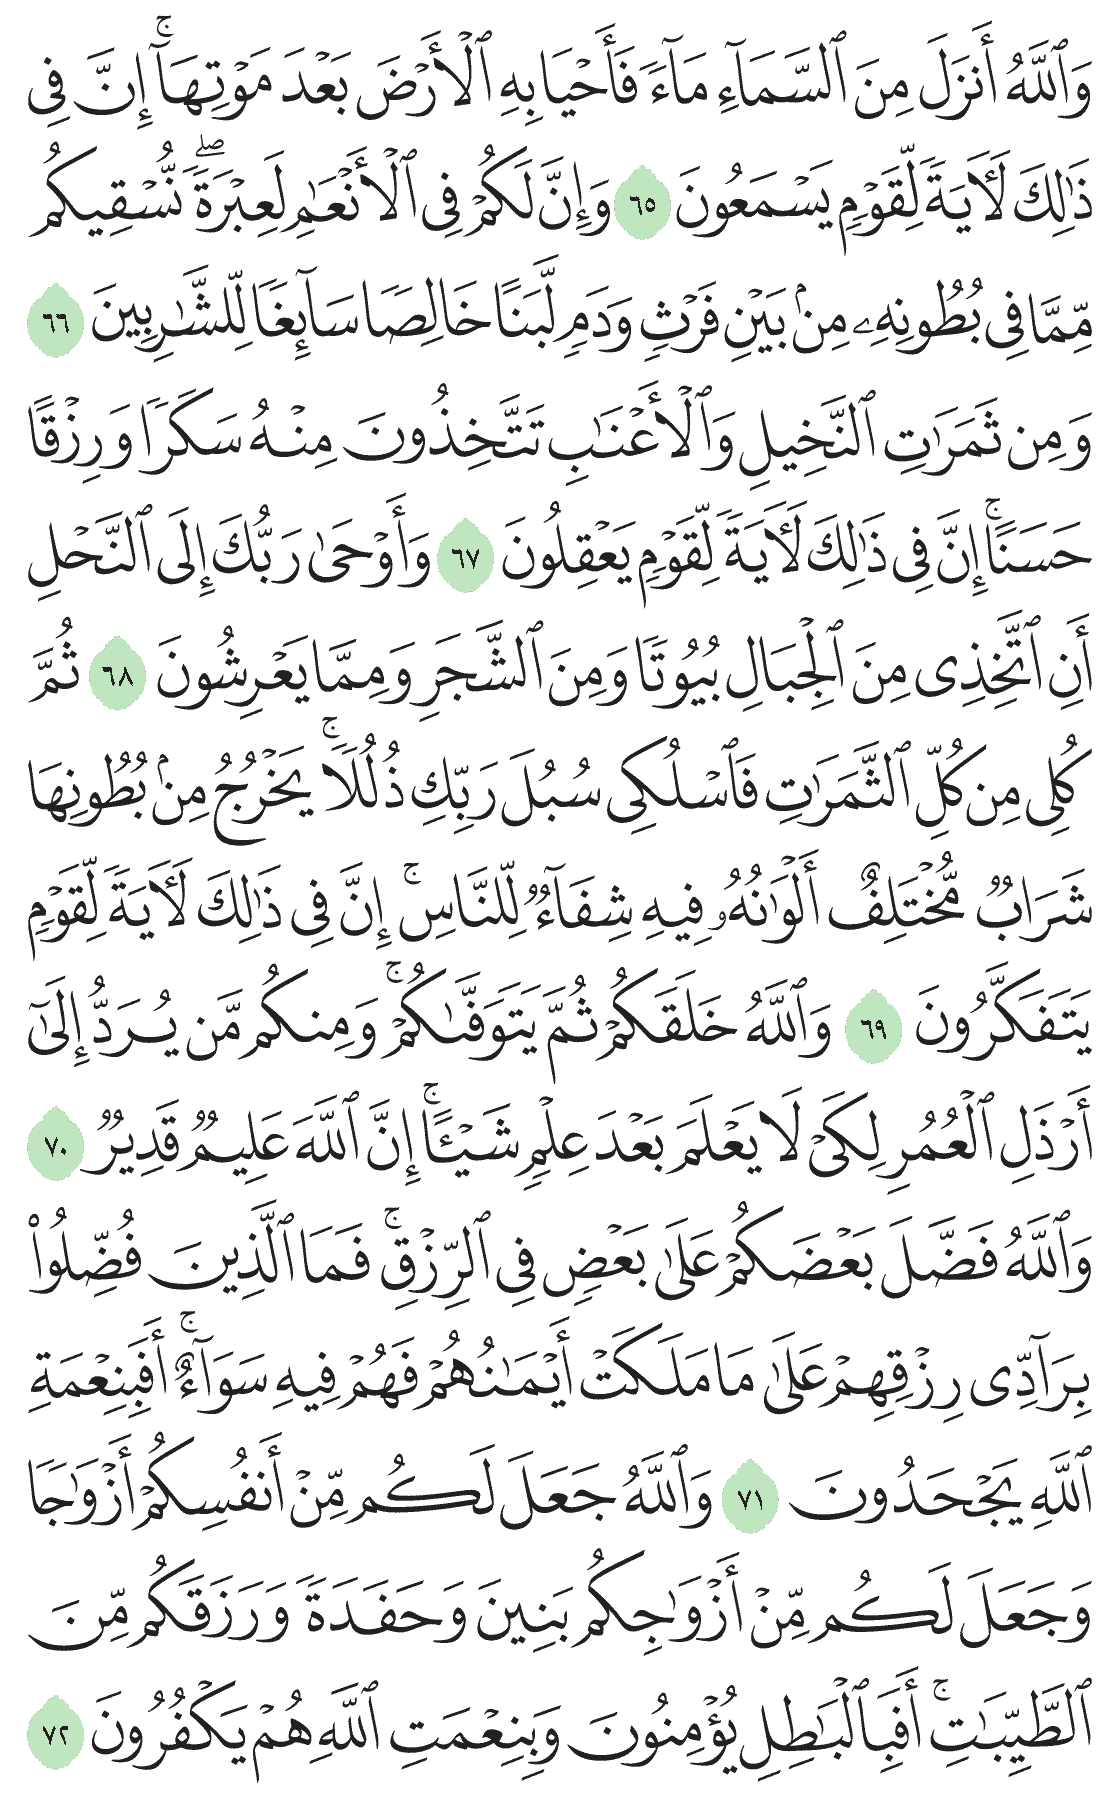 وَٱللَّهُ أَنزَلَ مِنَ ٱلسَّمَآءِ مَآءً فَأَحْيَا بِهِ ٱلْأَرْضَ بَعْدَ مَوْتِهَآۚ إِنَّ فِى
ذَٰلِكَ لَـَٔايَةً لِّقَوْمٍ يَسْمَعُونَ ٦٥ وَإِنَّ لَكُمْ فِى ٱلْأَنْعَٰمِ لَعِبْرَةًۖ نُّسْقِيكُم
مِّمَّا فِى بُطُونِهِۦ مِنۢ بَيْنِ فَرْثٍ وَدَمٍ لَّبَنًا خَالِصًا سَآئِغًا لِّلشَّٰرِبِينَ ٦٦
وَمِن ثَمَرَٰتِ ٱلنَّخِيلِ وَٱلْأَعْنَٰبِ تَتَّخِذُونَ مِنْهُ سَكَرًا وَرِزْقًا
حَسَنًاۚ إِنَّ فِى ذَٰلِكَ لَـَٔايَةً لِّقَوْمٍ يَعْقِلُونَ ٦٧ وَأَوْحَىٰ رَبُّكَ إِلَى ٱلنَّحْلِ
أَنِ ٱتَّخِذِى مِنَ ٱلْجِبَالِ بُيُوتًا وَمِنَ ٱلشَّجَرِ وَمِمَّا يَعْرِشُونَ ٦٨ ثُمَّ
كُلِى مِن كُلِّ ٱلثَّمَرَٰتِ فَٱسْلُكِى سُبُلَ رَبِّكِ ذُلُلًاۚ يَخْرُجُ مِنۢ بُطُونِهَا
شَرَابٌ مُّخْتَلِفٌ أَلْوَٰنُهُۥ فِيهِ شِفَآءٌ لِّلنَّاسِۚ إِنَّ فِى ذَٰلِكَ لَـَٔايَةً لِّقَوْمٍ
يَتَفَكَّرُونَ ٦٩ وَٱللَّهُ خَلَقَكُمْ ثُمَّ يَتَوَفَّىٰكُمْۚ وَمِنكُم مَّن يُرَدُّ إِلَىٰٓ
أَرْذَلِ ٱلْعُمُرِ لِكَىْ لَا يَعْلَمَ بَعْدَ عِلْمٍ شَيْـًٔاۚ إِنَّ ٱللَّهَ عَلِيمٌ قَدِيرٌ ٧٠
وَٱللَّهُ فَضَّلَ بَعْضَكُمْ عَلَىٰ بَعْضٍ فِى ٱلرِّزْقِۚ فَمَا ٱلَّذِينَ فُضِّلُوا۟
بِرَآدِّى رِزْقِهِمْ عَلَىٰ مَا مَلَكَتْ أَيْمَٰنُهُمْ فَهُمْ فِيهِ سَوَآءٌۚ أَفَبِنِعْمَةِ
ٱللَّهِ يَجْحَدُونَ ٧١ وَٱللَّهُ جَعَلَ لَكُم مِّنْ أَنفُسِكُمْ أَزْوَٰجًا
وَجَعَلَ لَكُم مِّنْ أَزْوَٰجِكُم بَنِينَ وَحَفَدَةً وَرَزَقَكُم مِّنَ
ٱلطَّيِّبَٰتِۚ أَفَبِٱلْبَٰطِلِ يُؤْمِنُونَ وَبِنِعْمَتِ ٱللَّهِ هُمْ يَكْفُرُونَ ٧٢